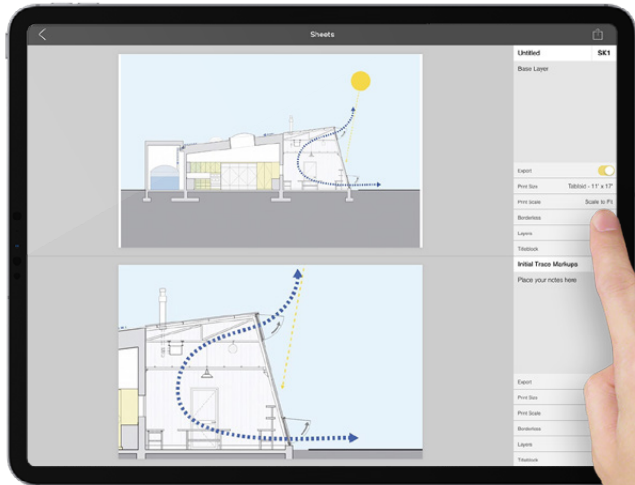 Sheets
Untitled SK1
Base Layer
Export
Print Size Tabloid - 11" x 17"
Print Scale Scale to Fit
Borderless
Layers
Titleblock
Initial Trace Markups
Place your notes here
Export
Print Size
Print Scale
Borderless
Layers
Titleblock